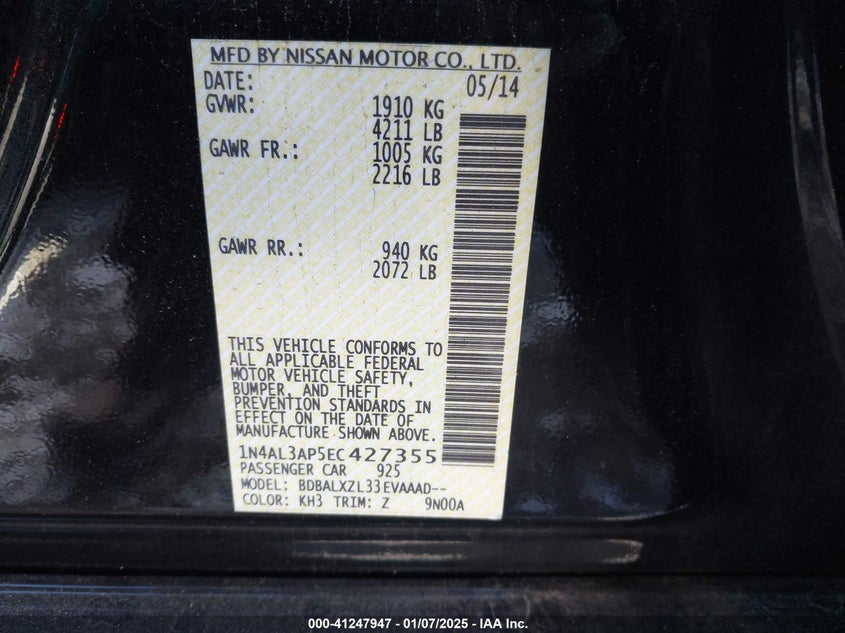 MFD BY NISSAN MOTOR CO., LTD.
DATE: 05/14
GVWR: 1910 KG
4211 LB
GAWR FR.: 1005 KG
2216 LB
GAWR RR.: 940 KG
2072 LB
THIS VEHICLE CONFORMS TO
ALL APPLICABLE FEDERAL
MOTOR VEHICLE SAFETY,
BUMPER, AND THEFT
PREVENTION STANDARDS IN
EFFECT ON THE DATE OF
MANUFACTURE SHOWN ABOVE.
1N4AL3AP5EC427355
PASSENGER CAR 925
MODEL: BDBALXZL33EVAAAD--
COLOR: KH3 TRIM: Z 9N00A
000-41247947 - 01/07/2025 - IAA Inc.